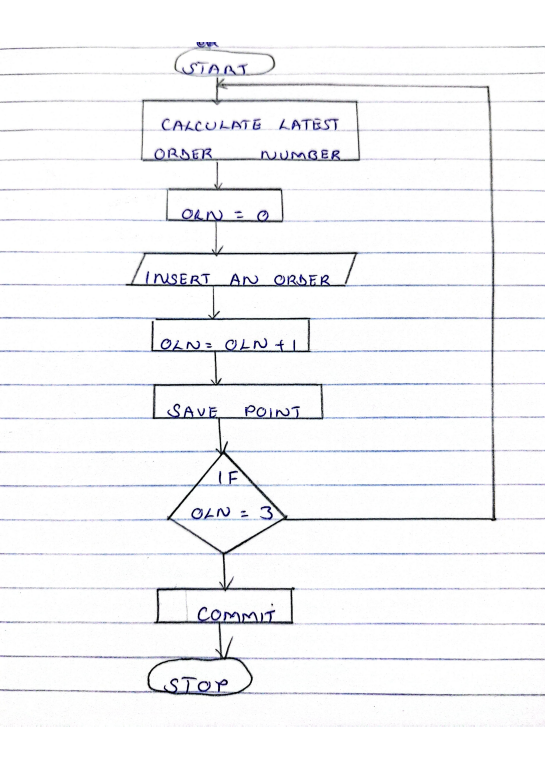 START
CALCULATE LATEST
ORDER NUMBER
OLN = 0
INSERT AN ORDER
OLN = OLN + 1
SAVE POINT
IF
OLN = 3
COMMIT
STOP